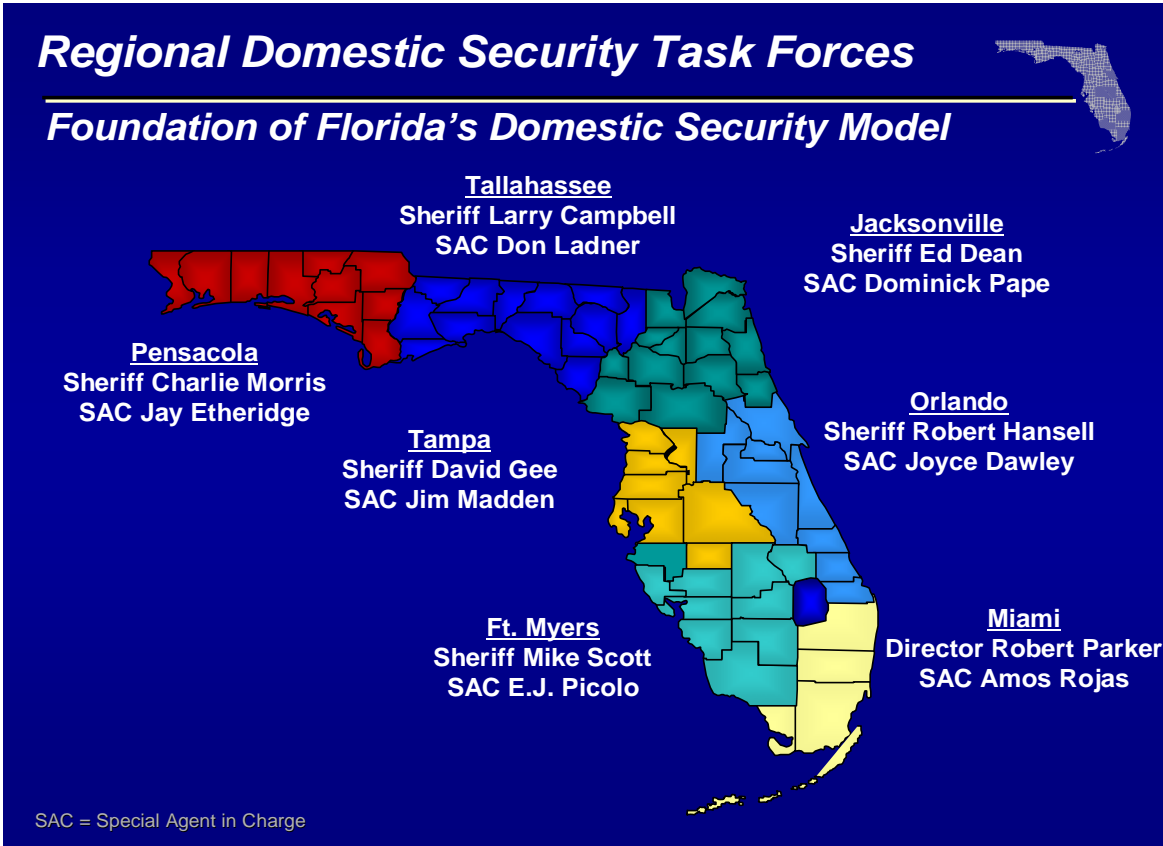 Regional Domestic Security Task Forces
Foundation of Florida's Domestic Security Model
Tallahassee
Sheriff Larry Campbell
SAC Don Ladner
Jacksonville
Sheriff Ed Dean
SAC Dominick Pape
Pensacola
Sheriff Charlie Morris
SAC Jay Etheridge
Orlando
Sheriff Robert Hansell
SAC Joyce Dawley
Tampa
Sheriff David Gee
SAC Jim Madden
Ft. Myers
Sheriff Mike Scott
SAC E.J. Picolo
Miami
Director Robert Parker
SAC Amos Rojas
SAC = Special Agent in Charge